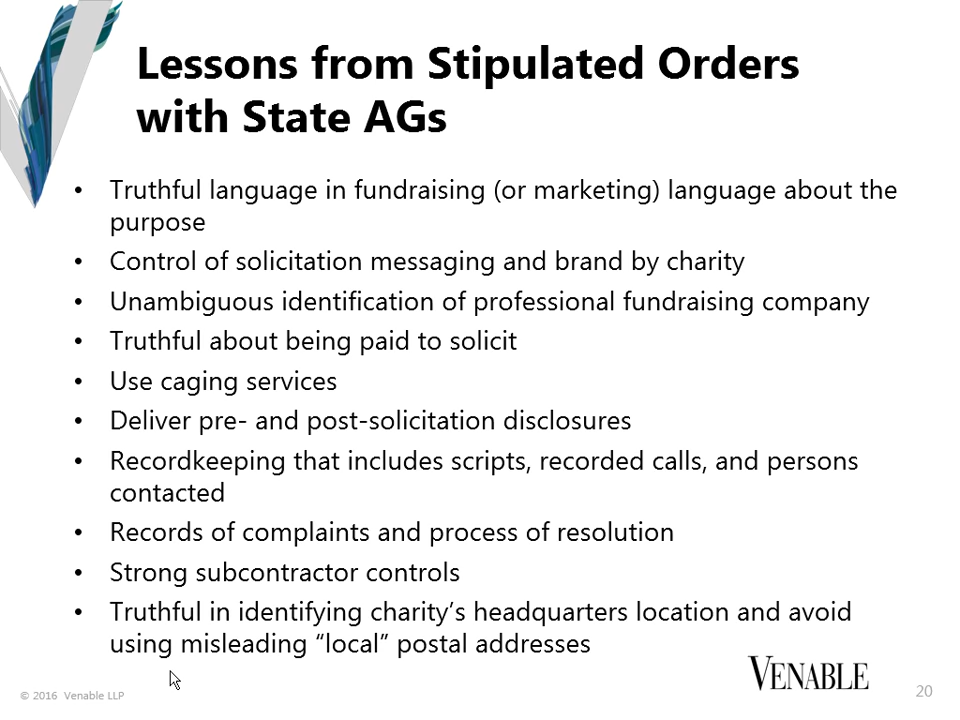 Lessons from Stipulated Orders
with State AGs
• Truthful language in fundraising (or marketing) language about the
purpose
• Control of solicitation messaging and brand by charity
• Unambiguous identification of professional fundraising company
• Truthful about being paid to solicit
• Use caging services
• Deliver pre- and post-solicitation disclosures
• Recordkeeping that includes scripts, recorded calls, and persons
contacted
• Records of complaints and process of resolution
• Strong subcontractor controls
• Truthful in identifying charity’s headquarters location and avoid
using misleading “local” postal addresses
© 2016 Venable LLP
VENABLE
20